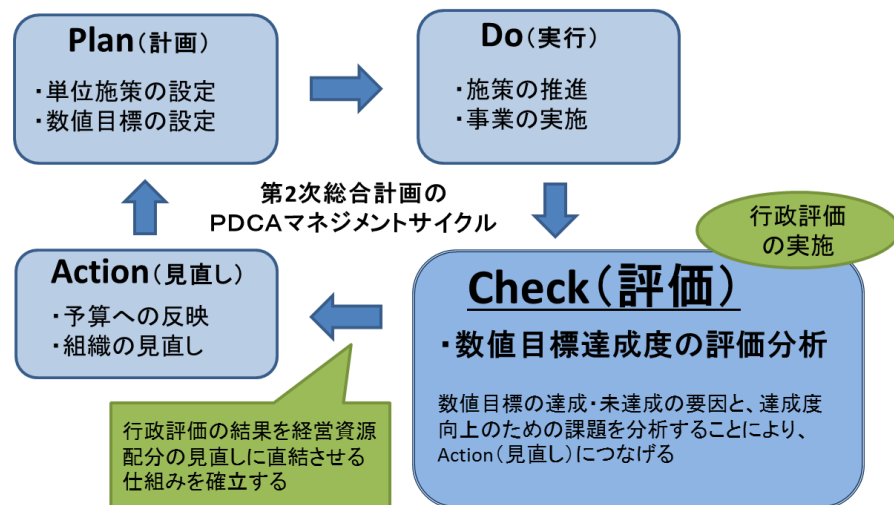 Plan(計画)
・単位施策の設定
・数値目標の設定
Do(実行)
・施策の推進
・事業の実施
第2次総合計画の
PDCAマネジメントサイクル
行政評価
の実施
Check(評価)
・数値目標達成度の評価分析
数値目標の達成・未達成の要因と、達成度
向上のための課題を分析することにより、
Action(見直し)につなげる
Action(見直し)
・予算への反映
・組織の見直し
行政評価の結果を経営資源
配分の見直しに直結させる
仕組みを確立する